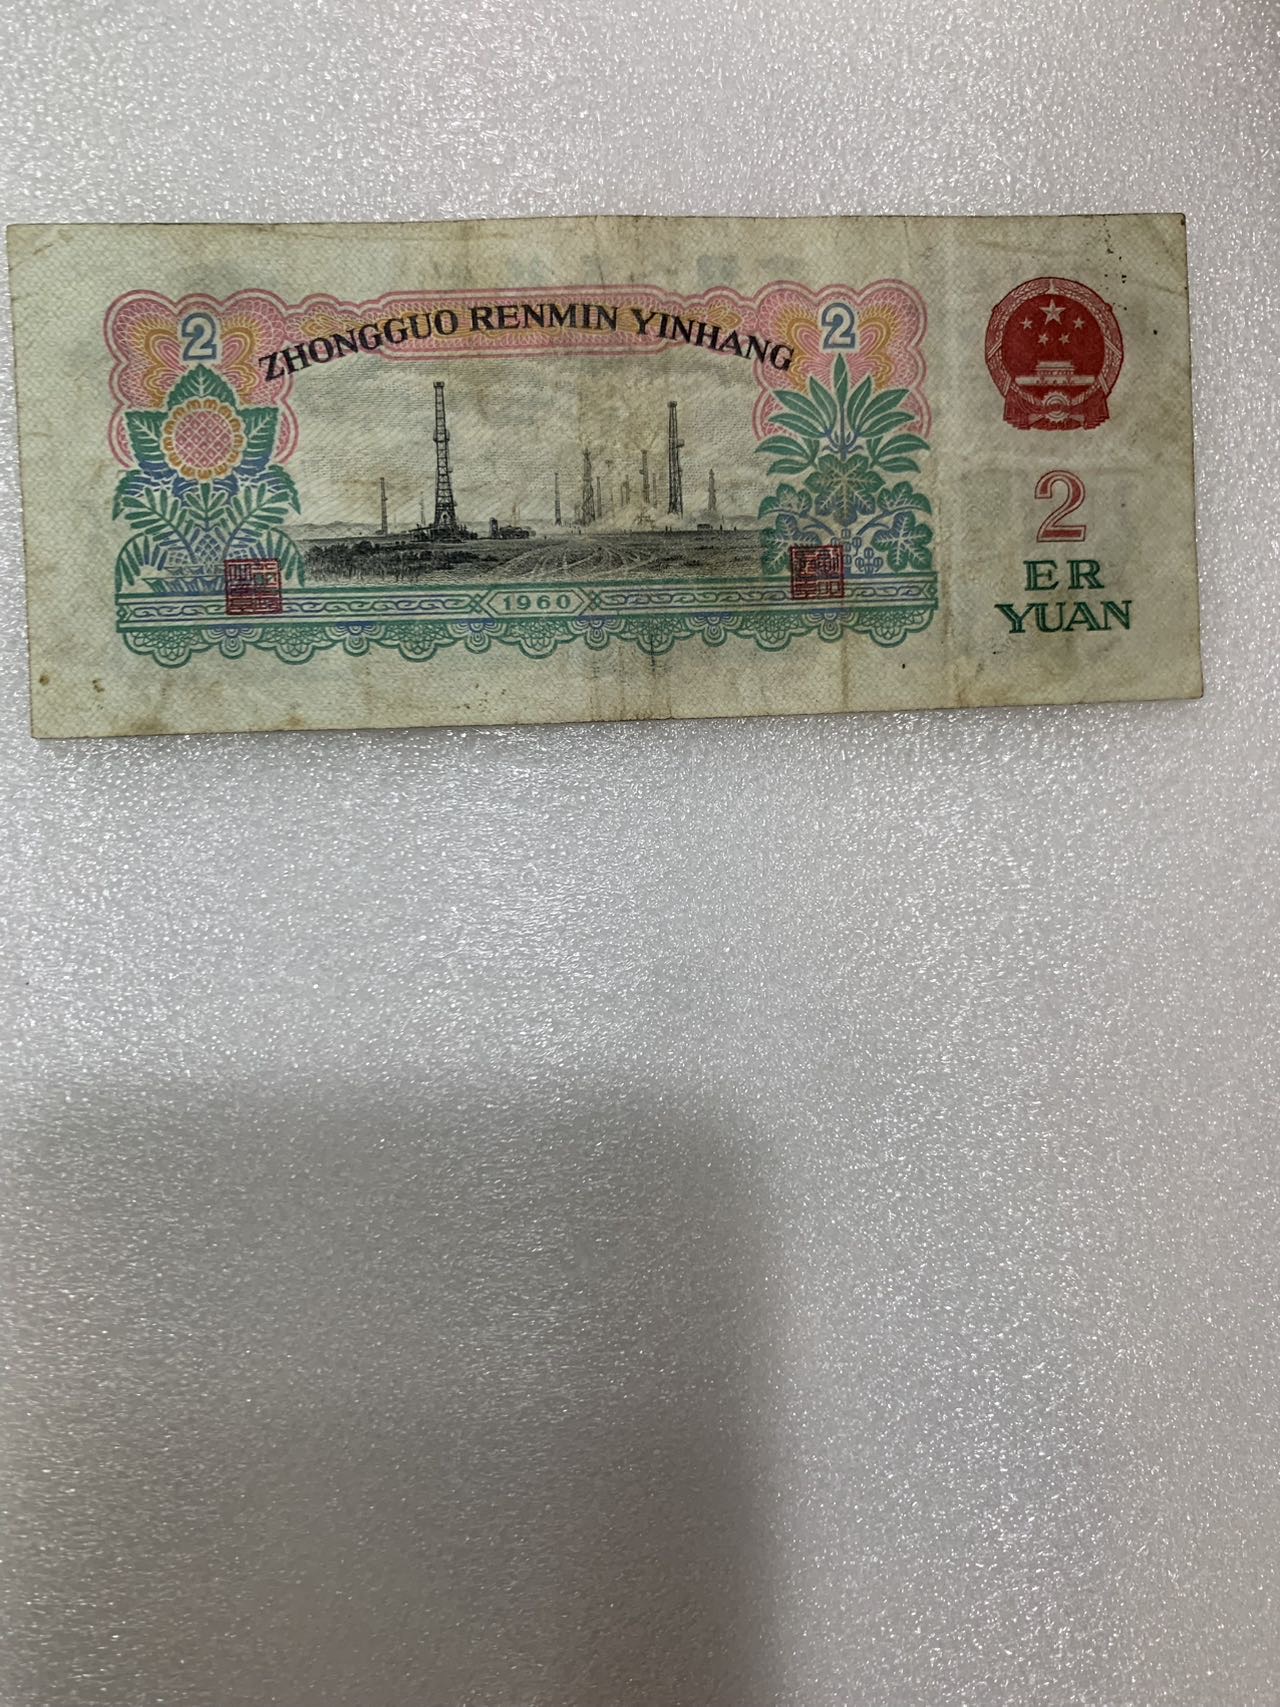 2
ZHONGGUO RENMIN YINHANG
2
1960
2
ER
YUAN